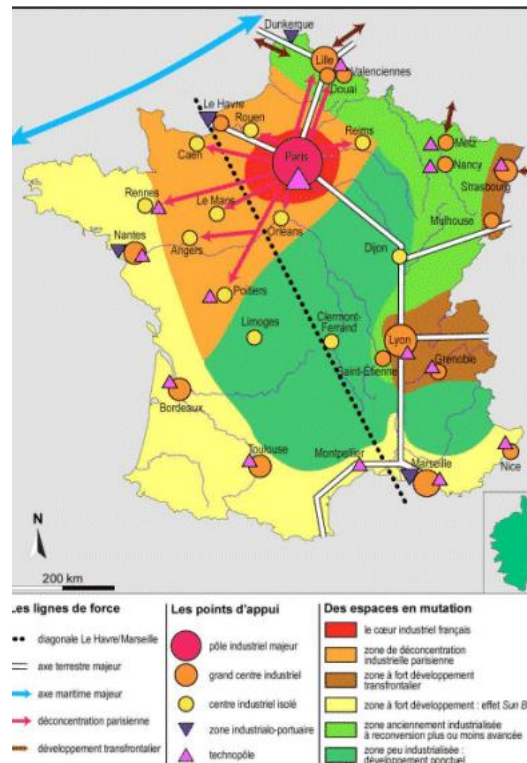 Dunkerque
Lille
Valenciennes
Douai
Le Havre
Rouen
Reims
Metz
Caen
Paris
Nancy
Strasbourg
Rennes
Le Mans
Orléans
Mulhouse
Nantes
Angers
Dijon
Poitiers
Limoges
Clermont-
Ferrand
Lyon
Saint-Étienne
Grenoble
Bordeaux
Toulouse
Montpellier
Marseille
Nice
N
200 km
Les lignes de force
diagonale Le Havre/Marseille
axe terrestre majeur
axe maritime majeur
déconcentration parisienne
développement transfrontalier
Les points d'appui
pôle industriel majeur
grand centre industriel
centre industriel isolé
zone industrialo-portuaire
technopôle
Des espaces en mutation
le cœur industriel français
zone de déconcentration
industrielle parisienne
zone à fort développement
transfrontalier
zone à fort développement : effet Sun B
zone anciennement industrialisée
à reconversion plus ou moins avancée
zone peu industrialisée :
développement ponctuel